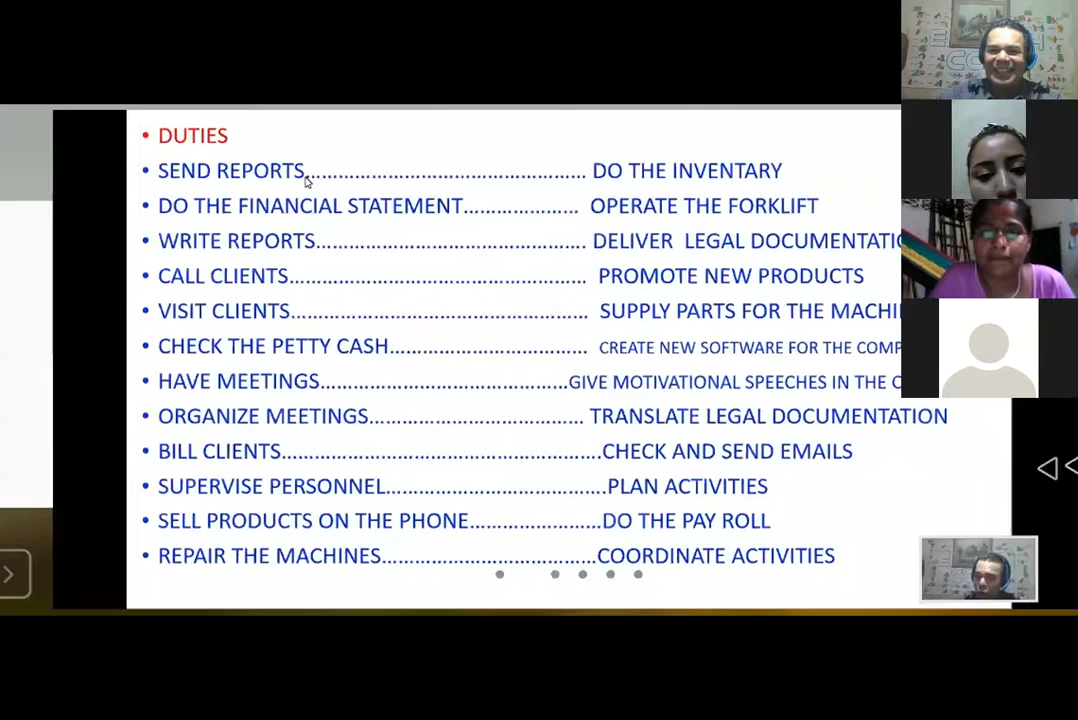 • DUTIES
• SEND REPORTS................................................ DO THE INVENTARY
• DO THE FINANCIAL STATEMENT.................... OPERATE THE FORKLIFT
• WRITE REPORTS.............................................. DELIVER LEGAL
• CALL CLIENTS................................................... PROMOTE NEW PRODUCTS
• VISIT CLIENTS................................................... SUPPLY PARTS FOR THE
• CHECK THE PETTY CASH.................................. CREATE NEW SOFTWARE FOR THE
• HAVE MEETINGS...........................................GIVE MOTIVATIONAL SPEECHES IN THE
• ORGANIZE MEETINGS..................................... TRANSLATE LEGAL DOCUMENTATION
• BILL CLIENTS......................................................CHECK AND SEND EMAILS
• SUPERVISE PERSONNEL......................................PLAN ACTIVITIES
• SELL PRODUCTS ON THE PHONE......................DO THE PAY ROLL
• REPAIR THE MACHINES.....................................COORDINATE ACTIVITIES